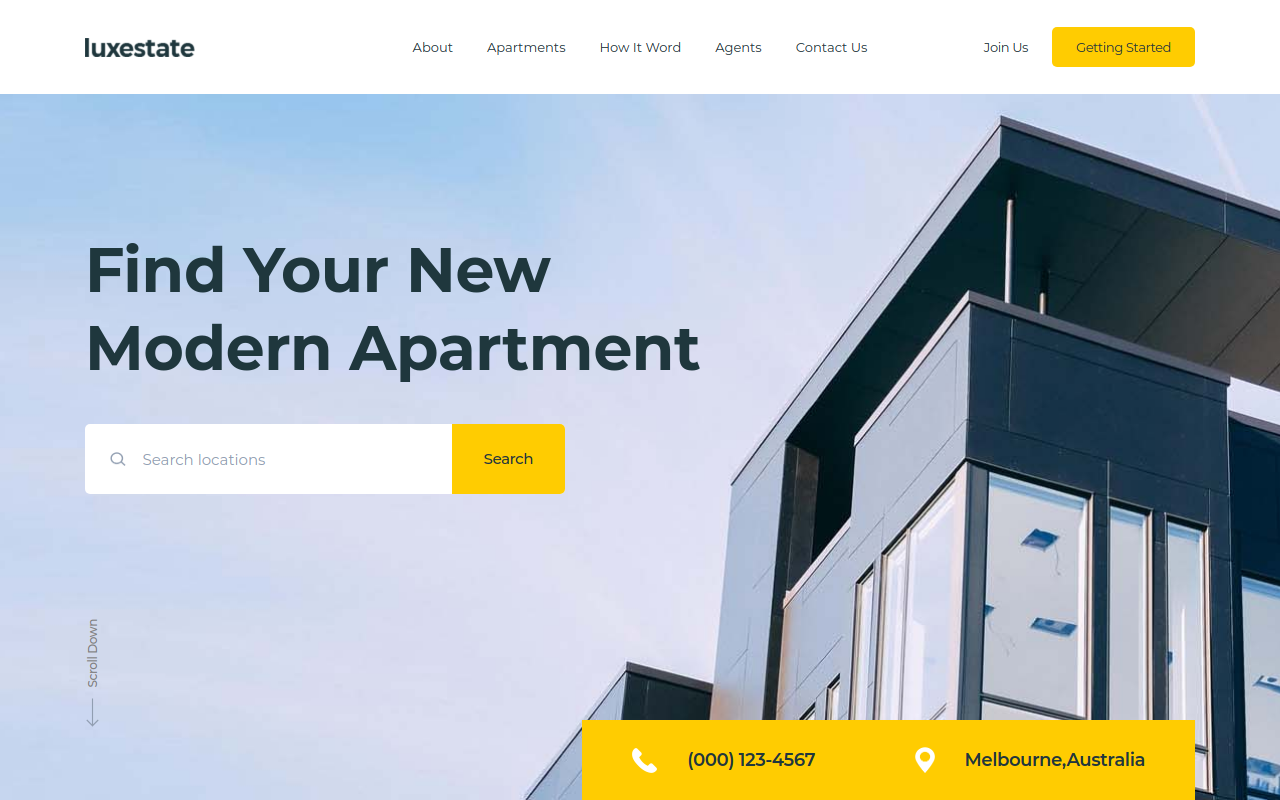 luxestate
About
Apartments
How It Word
Agents
Contact Us
Join Us
Getting Started
Find Your New
Modern Apartment
Search locations
Search
Scroll Down
(000) 123-4567
Melbourne,Australia